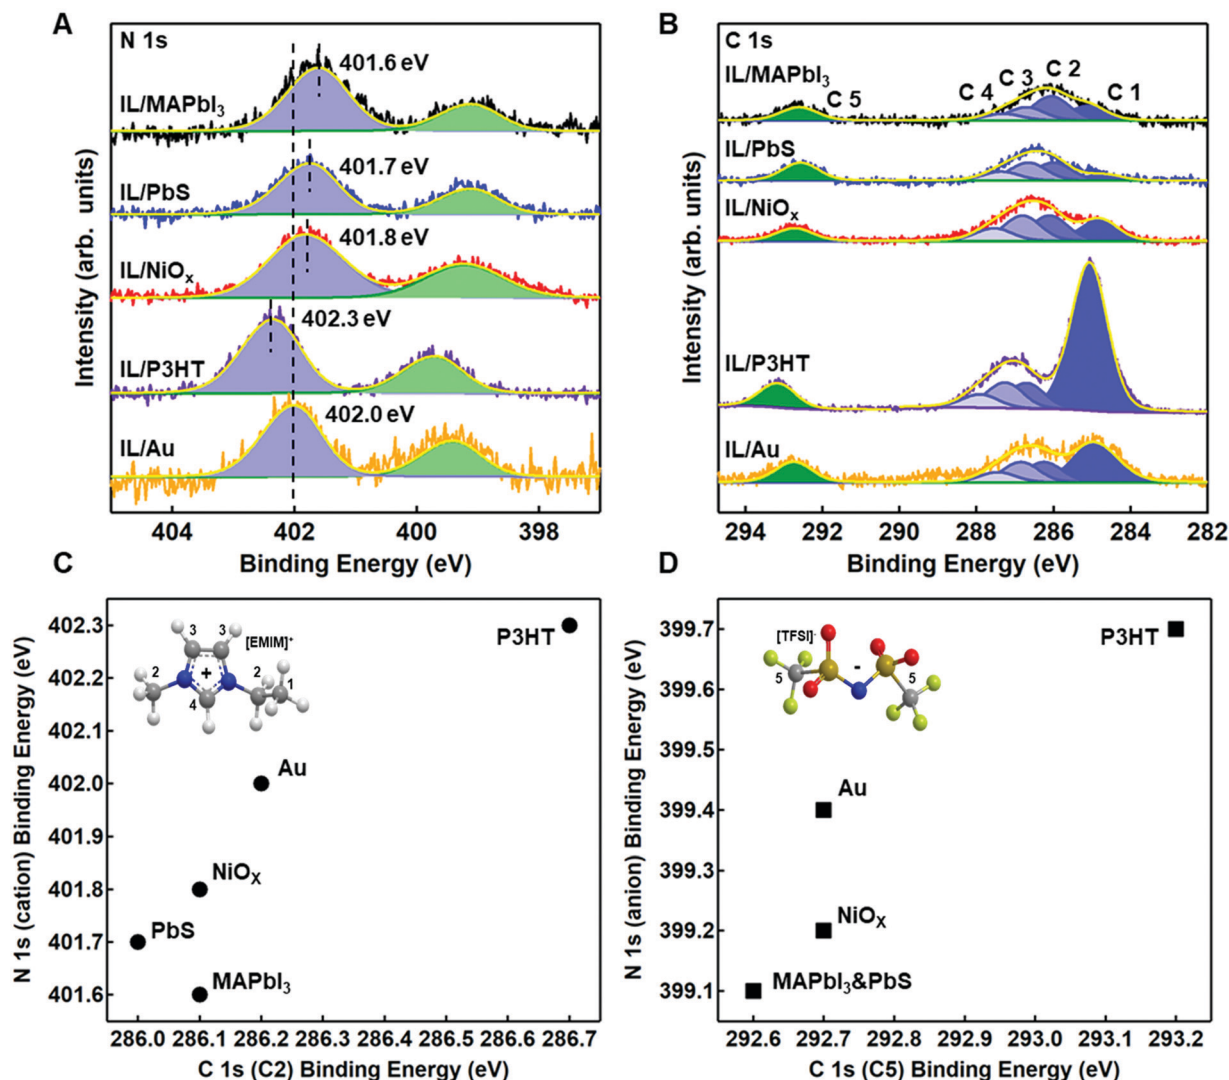 A
N 1s
401.6 eV
IL/MAPbI₃
401.7 eV
IL/PbS
401.8 eV
IL/NiOₓ
402.3 eV
IL/P3HT
402.0 eV
IL/Au
Intensity (arb. units)
404 402 400 398
Binding Energy (eV)
B
C 1s
IL/MAPbI₃
C 5
C 4
C 3
C 2
C 1
IL/PbS
IL/NiOₓ
IL/P3HT
IL/Au
Intensity (arb. units)
294 292 290 288 286 284 282
Binding Energy (eV)
C
402.3
402.2
402.1
402.0
401.9
401.8
401.7
401.6
N 1s (cation) Binding Energy (eV)
3 3
[EMIM]⁺
2 + 2
1
4
P3HT
Au
NiOX
PbS
MAPbI₃
286.0 286.1 286.2 286.3 286.4 286.5 286.6 286.7
C 1s (C2) Binding Energy (eV)
D
399.7
399.6
399.5
399.4
399.3
399.2
399.1
N 1s (anion) Binding Energy (eV)
[TFSI]⁻
5 - 5
P3HT
Au
NiOX
MAPbI₃&PbS
292.6 292.7 292.8 292.9 293.0 293.1 293.2
C 1s (C5) Binding Energy (eV)